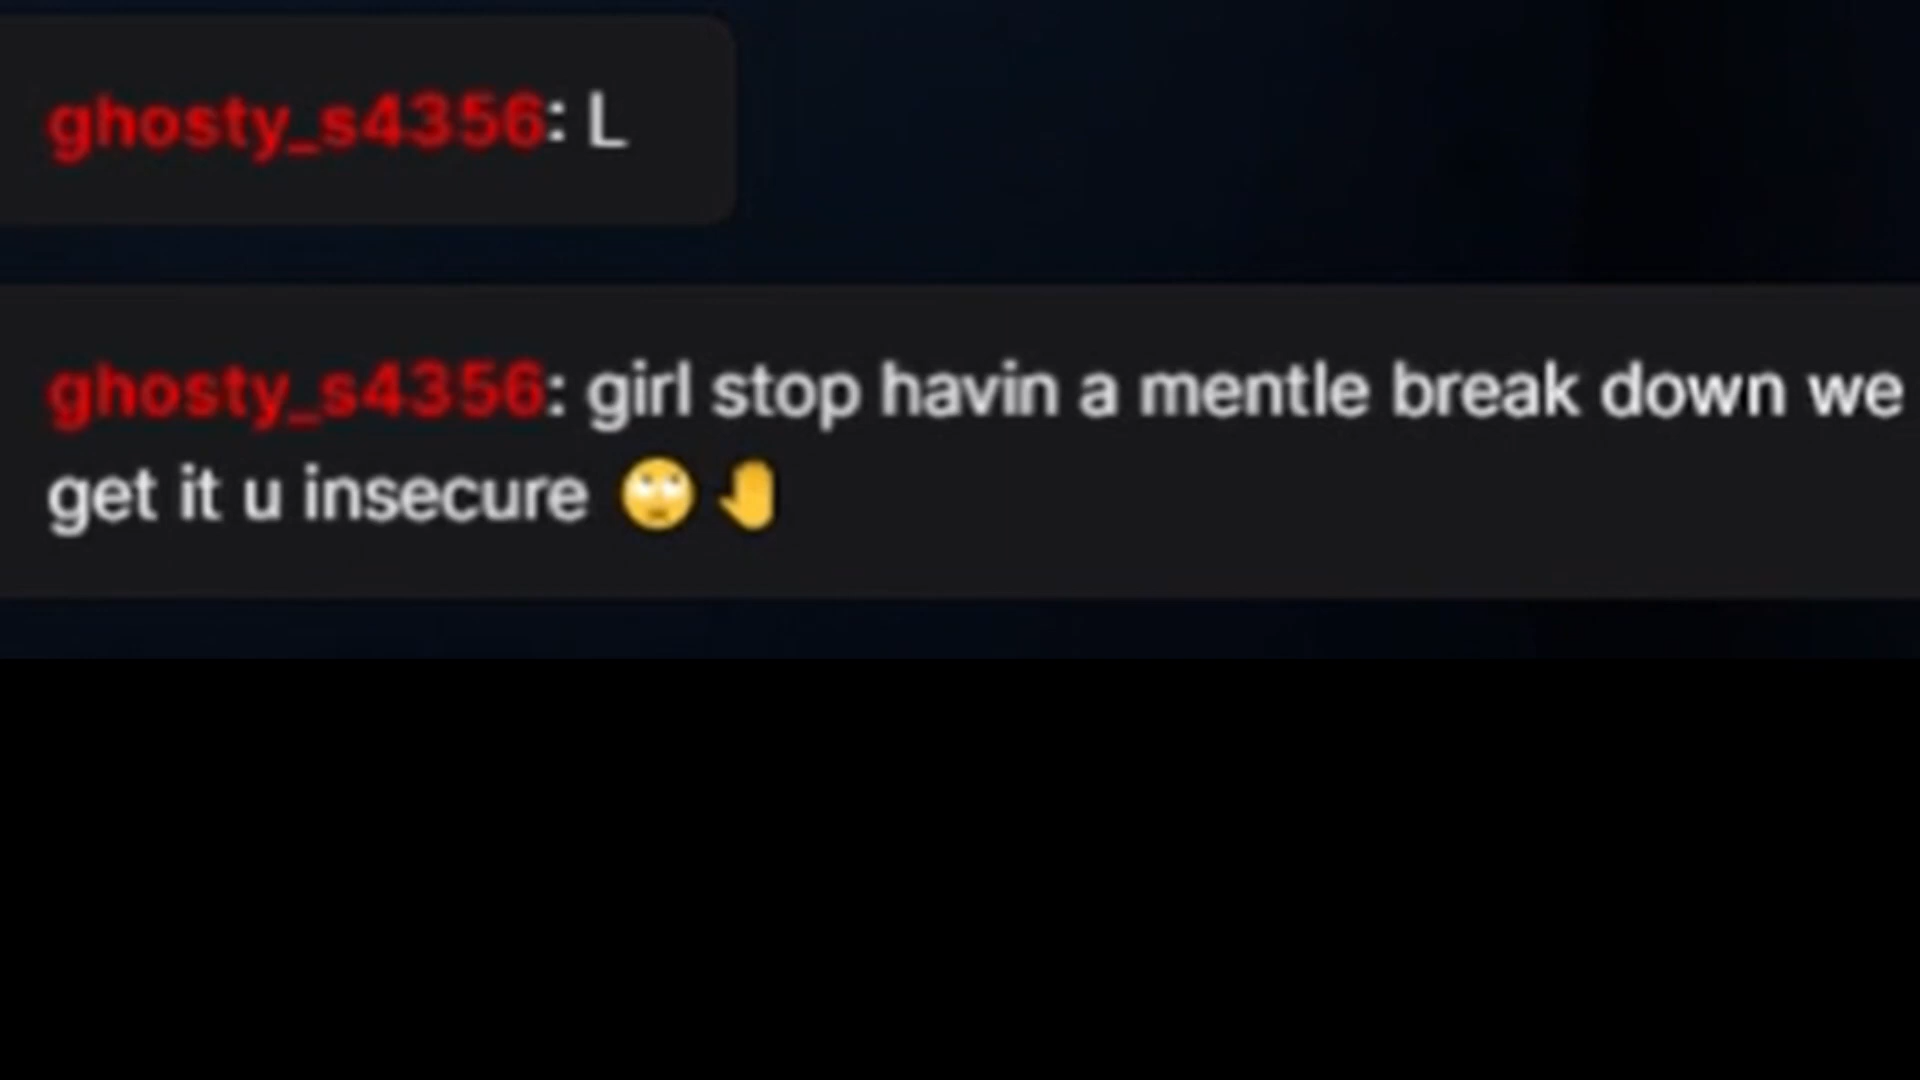 ghosty_s4356: L
ghosty_s4356: girl stop havin a mentle break down we
get it u insecure 🙄🤚